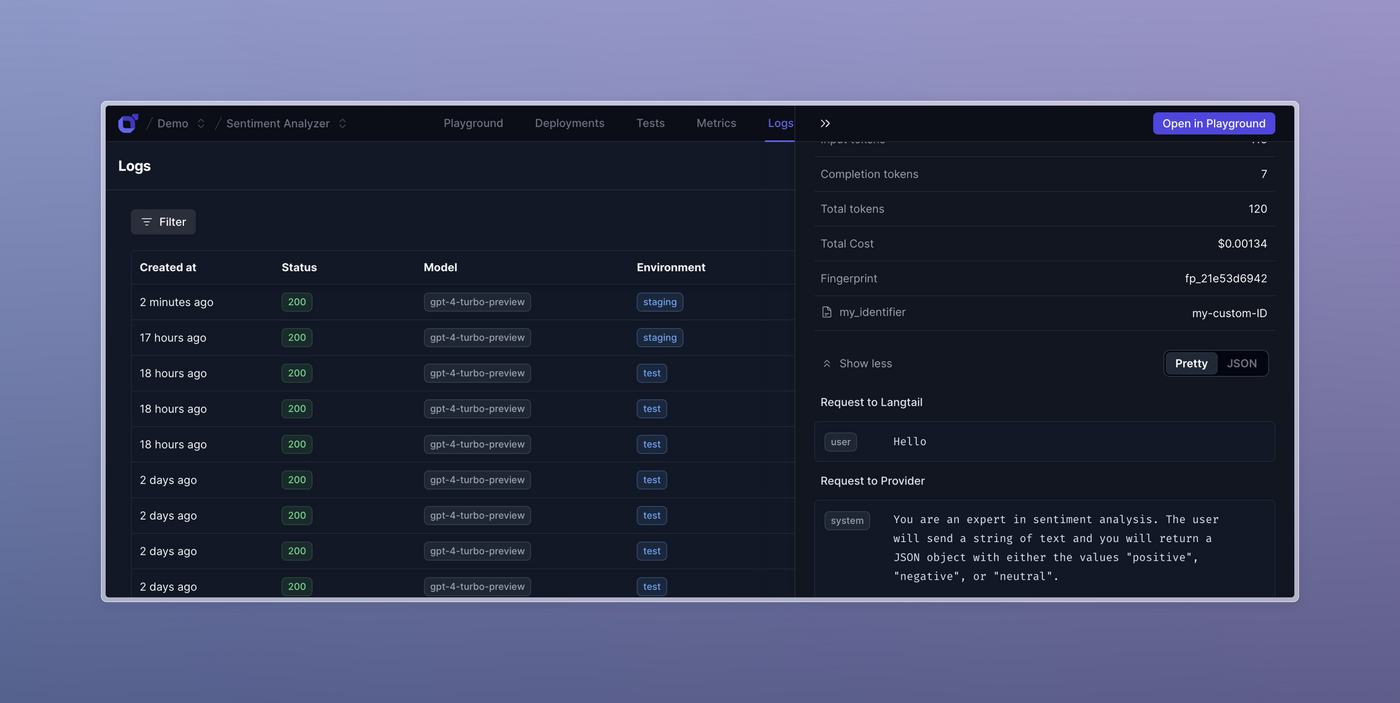 / Demo / Sentiment Analyzer Playground Deployments Tests Metrics Logs
Logs
Filter
Created at Status Model Environment
2 minutes ago 200 gpt-4-turbo-preview staging
17 hours ago 200 gpt-4-turbo-preview staging
18 hours ago 200 gpt-4-turbo-preview test
18 hours ago 200 gpt-4-turbo-preview test
18 hours ago 200 gpt-4-turbo-preview test
2 days ago 200 gpt-4-turbo-preview test
2 days ago 200 gpt-4-turbo-preview test
2 days ago 200 gpt-4-turbo-preview test
2 days ago 200 gpt-4-turbo-preview test
Open in Playground
Input tokens
Completion tokens 7
Total tokens 120
Total Cost $0.00134
Fingerprint fp_21e53d6942
my_identifier my-custom-ID
Show less Pretty JSON
Request to Langtail
user Hello
Request to Provider
system You are an expert in sentiment analysis. The user
will send a string of text and you will return a
JSON object with either the values "positive",
"negative", or "neutral".